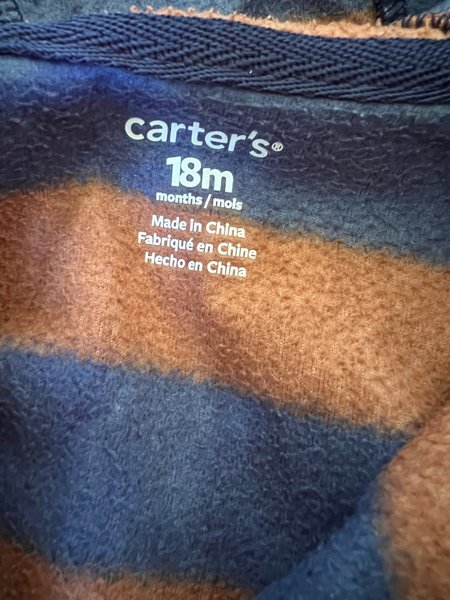 carter's®
18m
months / mois
Made in China
Fabriqué en Chine
Hecho en China